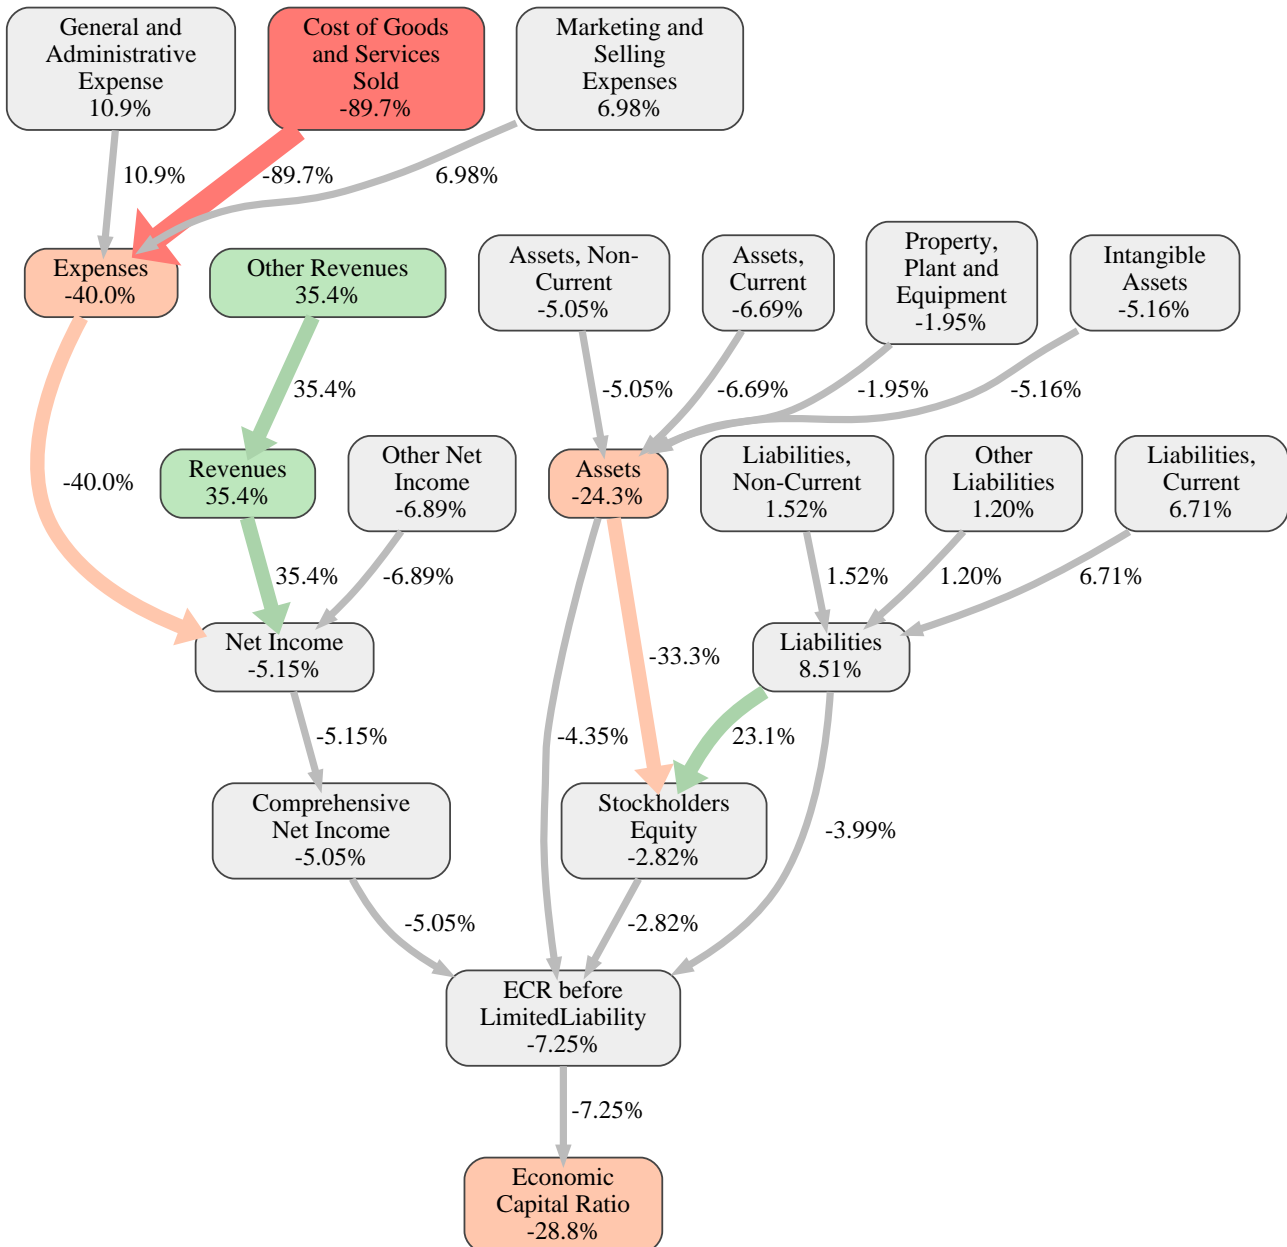 General and
Administrative
Expense
10.9%
Cost of Goods
and Services
Sold
-89.7%
Marketing and
Selling
Expenses
6.98%
10.9%
-89.7%
6.98%
Expenses
-40.0%
Other Revenues
35.4%
Assets, Non-
Current
-5.05%
Assets,
Current
-6.69%
Property,
Plant and
Equipment
-1.95%
Intangible
Assets
-5.16%
35.4%
-5.05%
-6.69%
-1.95%
-5.16%
-40.0%
Revenues
35.4%
Other Net
Income
-6.89%
Assets
-24.3%
Liabilities,
Non-Current
1.52%
Other
Liabilities
1.20%
Liabilities,
Current
6.71%
35.4%
-6.89%
1.52%
1.20%
6.71%
Net Income
-5.15%
-33.3%
Liabilities
8.51%
-5.15%
-4.35%
23.1%
Comprehensive
Net Income
-5.05%
Stockholders
Equity
-2.82%
-3.99%
-5.05%
-2.82%
ECR before
LimitedLiability
-7.25%
-7.25%
Economic
Capital Ratio
-28.8%